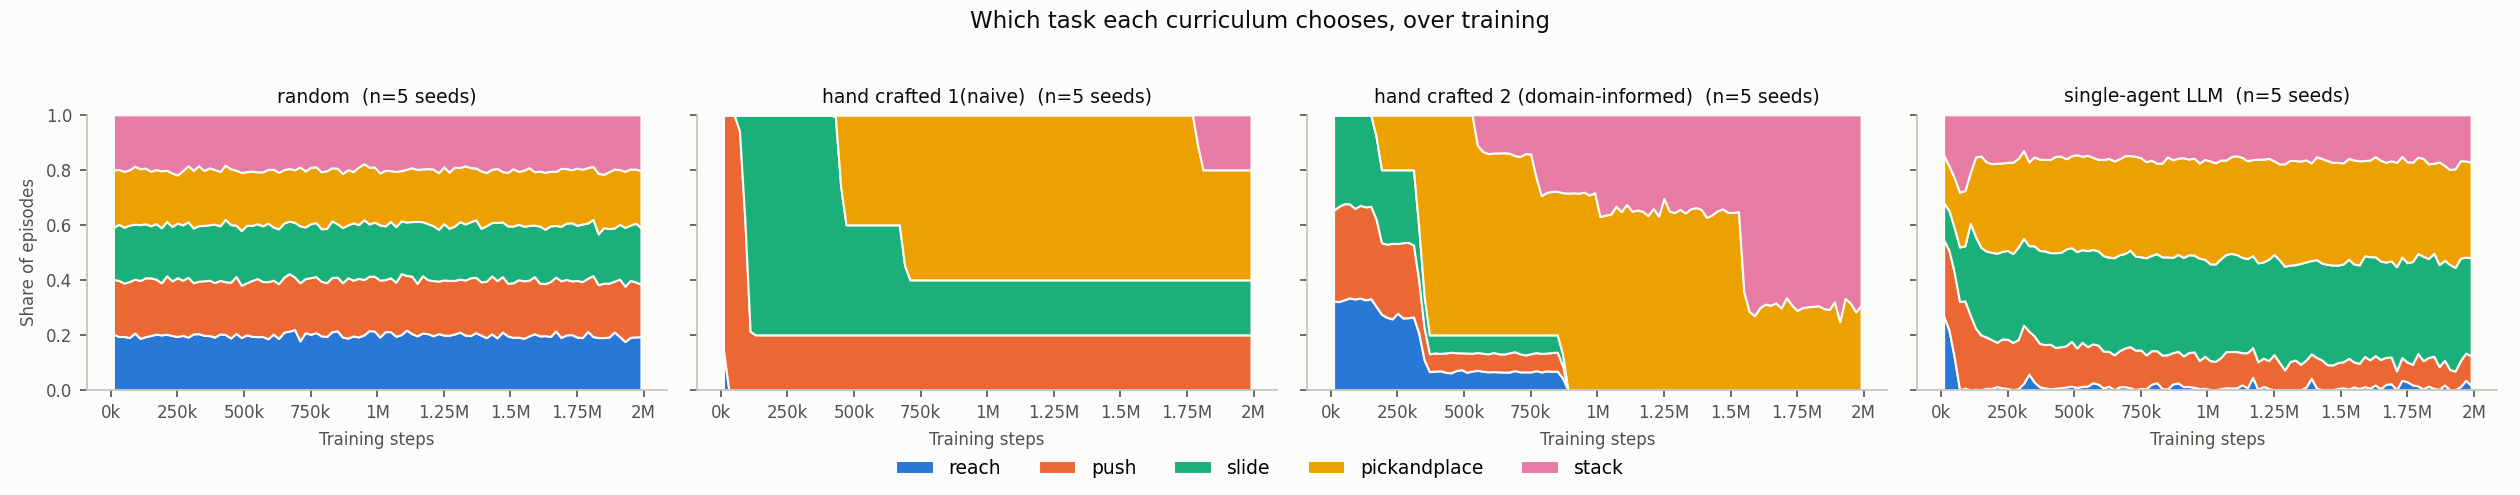 Which task each curriculum chooses, over training
random (n=5 seeds)
hand crafted 1(naive) (n=5 seeds)
hand crafted 2 (domain-informed) (n=5 seeds)
single-agent LLM (n=5 seeds)
Share of episodes
1.0
0.8
0.6
0.4
0.2
0.0
0k 250k 500k 750k 1M 1.25M 1.5M 1.75M 2M
0k 250k 500k 750k 1M 1.25M 1.5M 1.75M 2M
0k 250k 500k 750k 1M 1.25M 1.5M 1.75M 2M
0k 250k 500k 750k 1M 1.25M 1.5M 1.75M 2M
Training steps
Training steps
Training steps
Training steps
reach push slide pickandplace stack